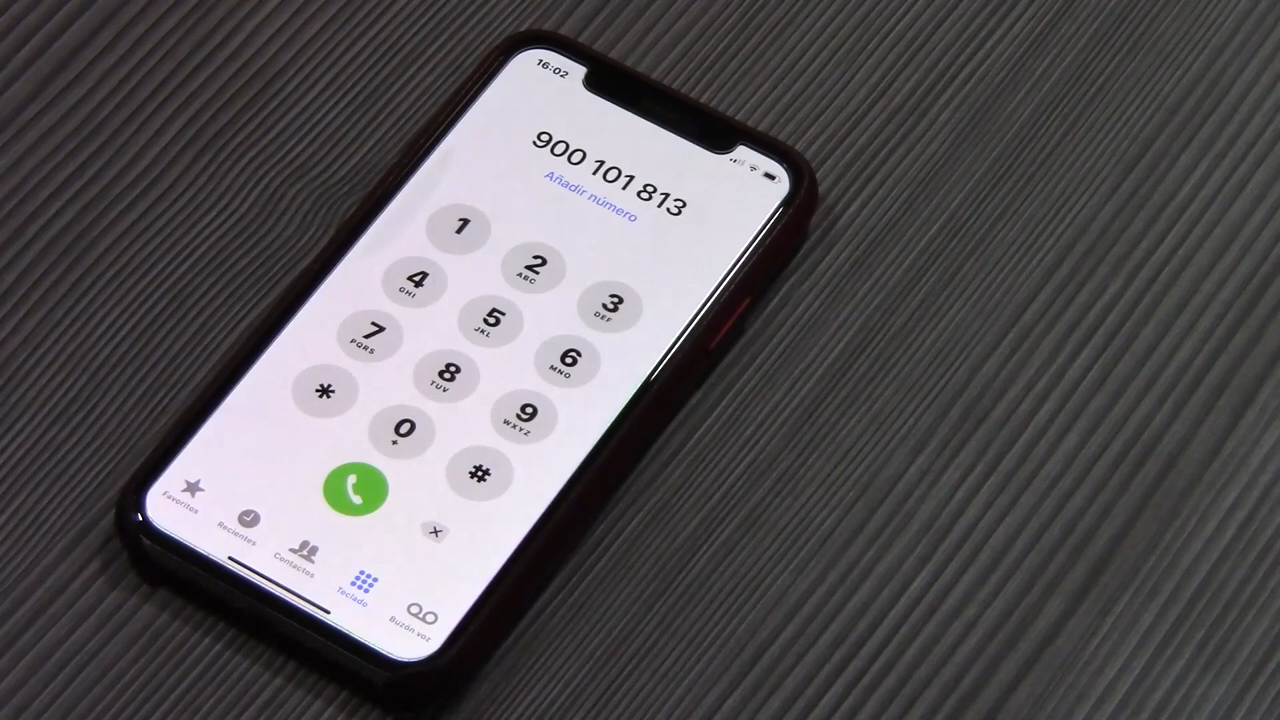 16:02
900 101 813
Añadir número
1
2
ABC
3
DEF
4
GHI
5
JKL
6
MNO
7
PQRS
8
TUV
9
WXYZ
*
0
+
#
Favoritos
Recientes
Contactos
Teclado
Buzón voz